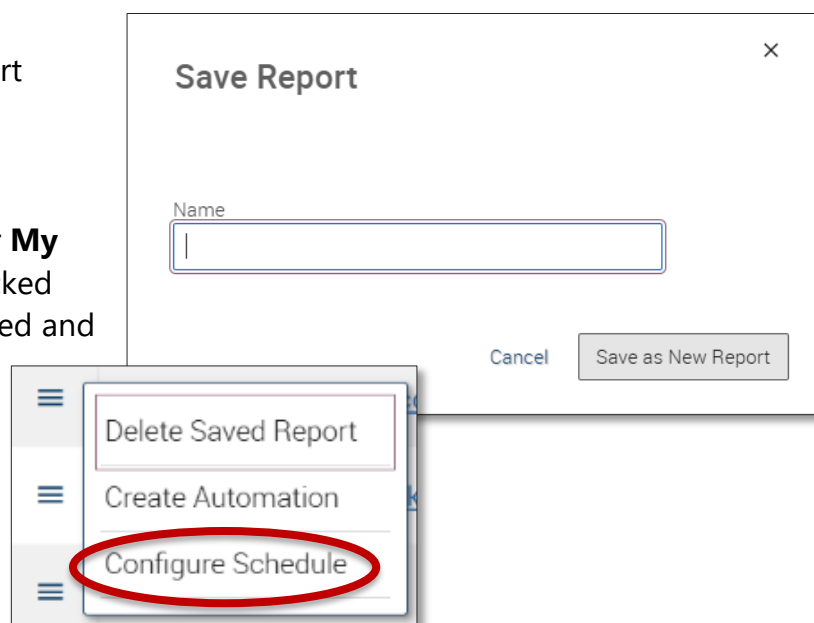 rt
My
ked
ed and
Save Report
Name
Cancel Save as New Report
Delete Saved Report
Create Automation
Configure Schedule